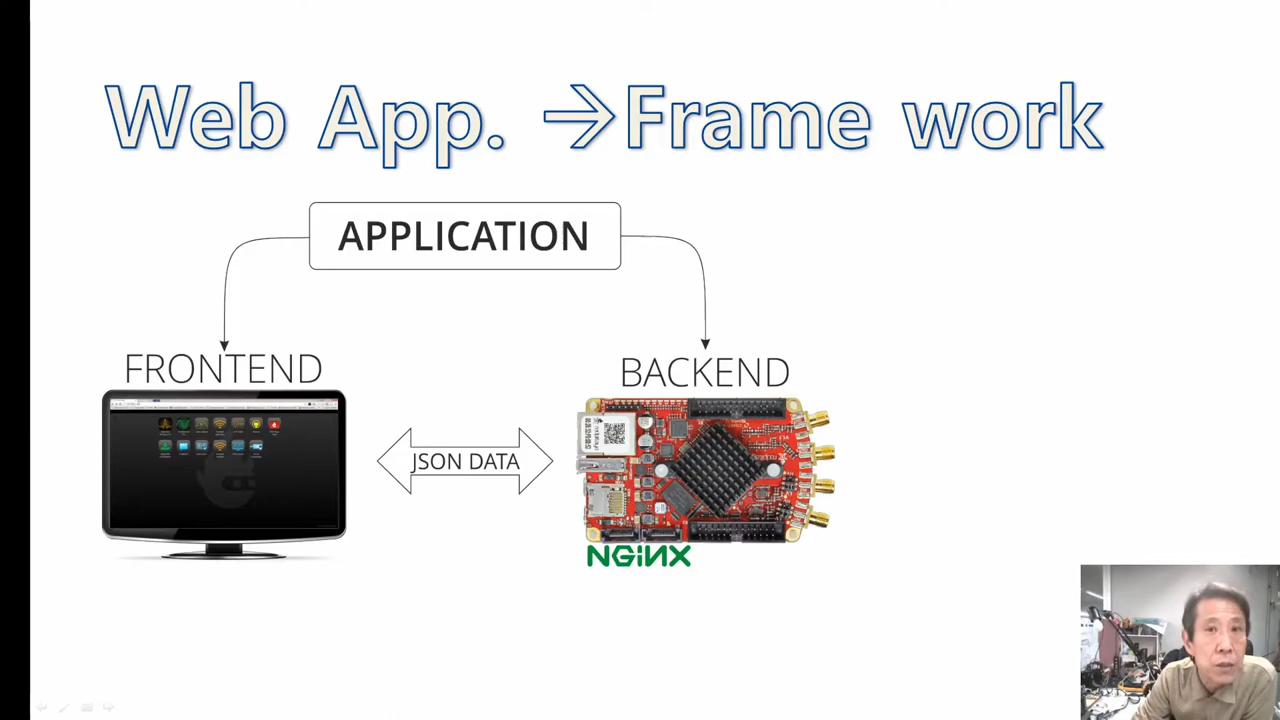 Web App. →Frame work
APPLICATION
FRONTEND
BACKEND
JSON DATA
NGiNX